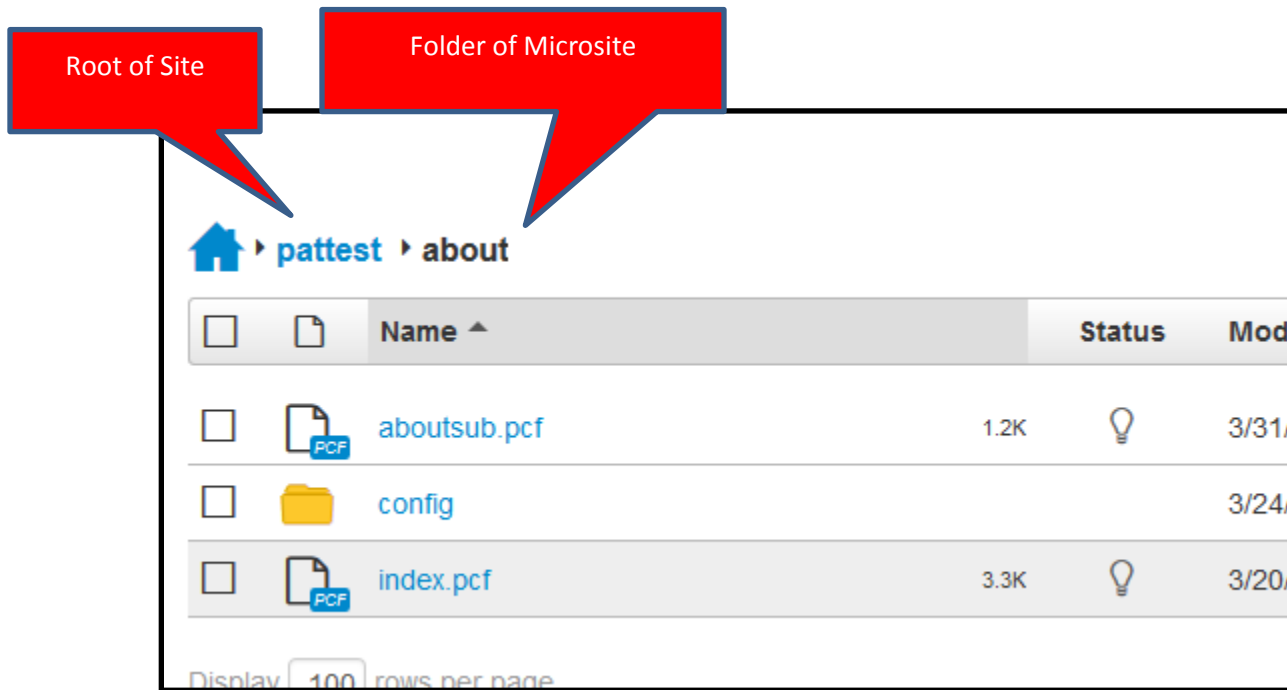 Root of Site
Folder of Microsite
pattest about
Name Status Mod
PCF aboutsub.pcf 1.2K 3/31/
config 3/24/
PCF index.pcf 3.3K 3/20/
Display 100 rows per page